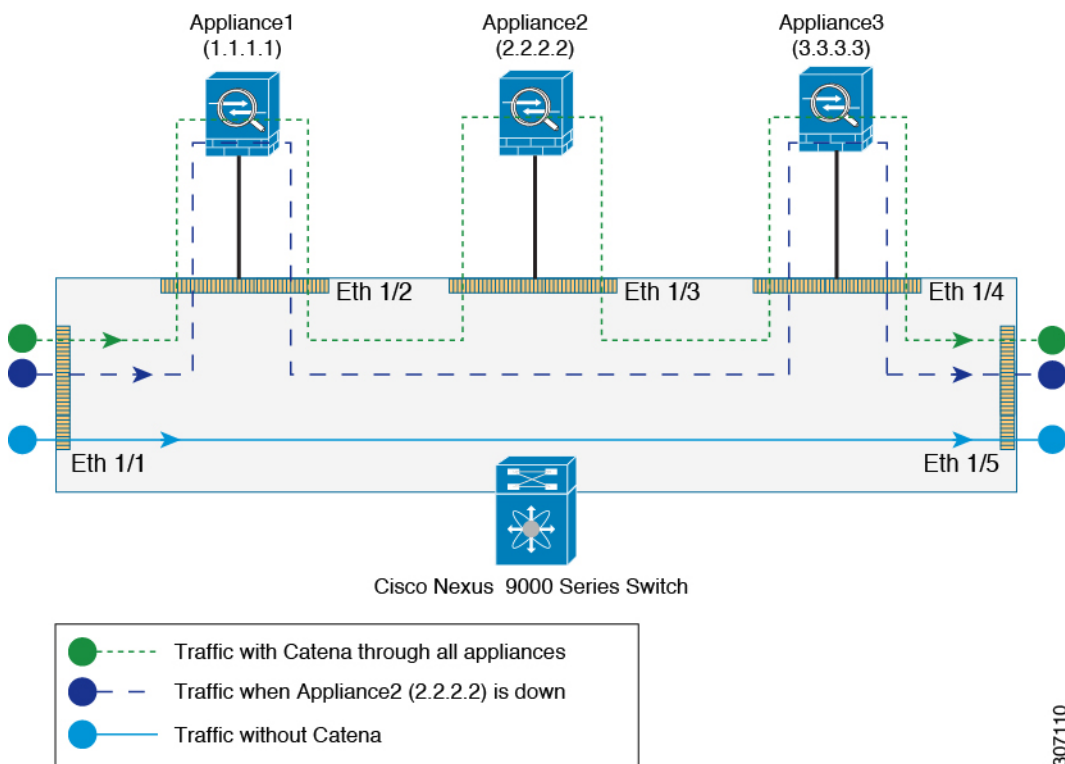 Appliance1
(1.1.1.1)
Appliance2
(2.2.2.2)
Appliance3
(3.3.3.3)
Eth 1/2
Eth 1/3
Eth 1/4
Eth 1/1
Eth 1/5
Cisco Nexus 9000 Series Switch
Traffic with Catena through all appliances
Traffic when Appliance2 (2.2.2.2) is down
Traffic without Catena
307110